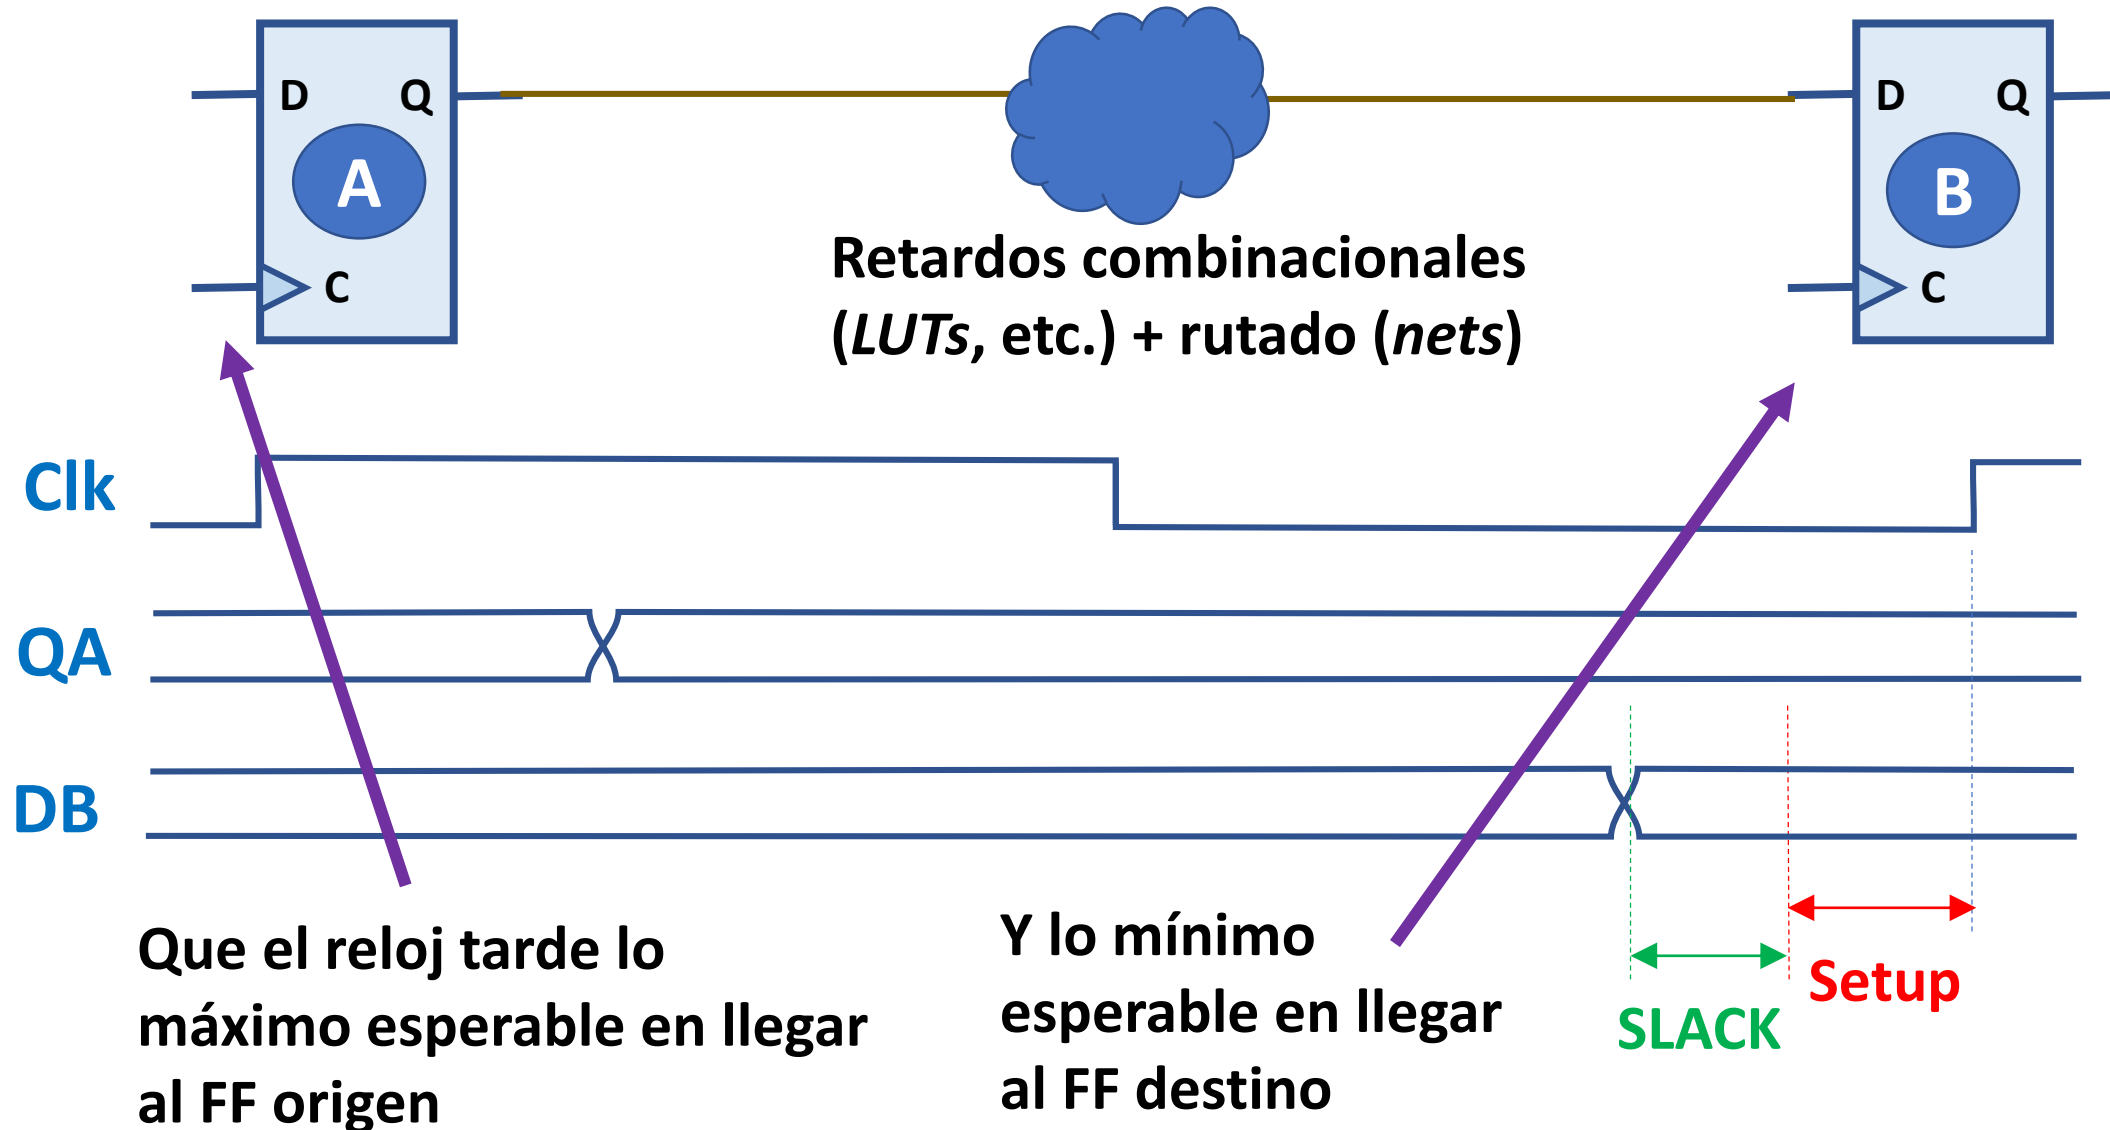 D Q
A
C
D Q
B
C
Retardos combinacionales
(LUTs, etc.) + rutado (nets)
Clk
QA
DB
Que el reloj tarde lo
máximo esperable en llegar
al FF origen
Y lo mínimo
esperable en llegar
al FF destino
Setup
SLACK